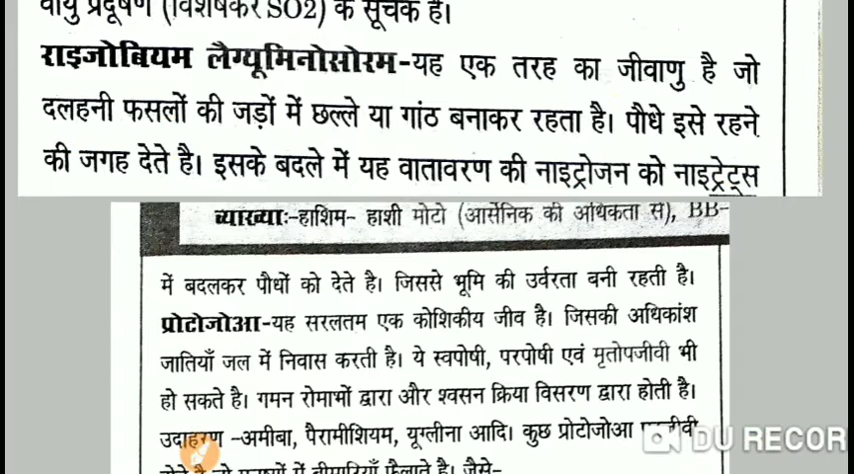 वायु प्रदूषण (विशेषकर SO2) के सूचक है।
राइजोबियम लैग्यूमिनोसोरम-यह एक तरह का जीवाणु है जो
दलहनी फसलों की जड़ों में छल्ले या गांठ बनाकर रहता है। पौधे इसे रहने
की जगह देते है। इसके बदले में यह वातावरण की नाइट्रोजन को नाइट्रेट्स
व्याख्याः-हाशिम- हाशी मोटो (आर्सेनिक की अधिकता से), BB-
में बदलकर पौधों को देते है। जिससे भूमि की उर्वरता बनी रहती है।
प्रोटोजोआ-यह सरलतम एक कोशिकीय जीव है। जिसकी अधिकांश
जातियाँ जल में निवास करती है। ये स्वपोषी, परपोषी एवं मृतोपजीवी भी
हो सकते है। गमन रोमाभों द्वारा और श्वसन क्रिया विसरण द्वारा होती है।
उदाहरण -अमीबा, पैरामीशियम, यूग्लीना आदि। कुछ प्रोटोजोआ
DU RECOR
होते है जो मनुष्यों में बीमारियाँ फैलाते है। जैसे-